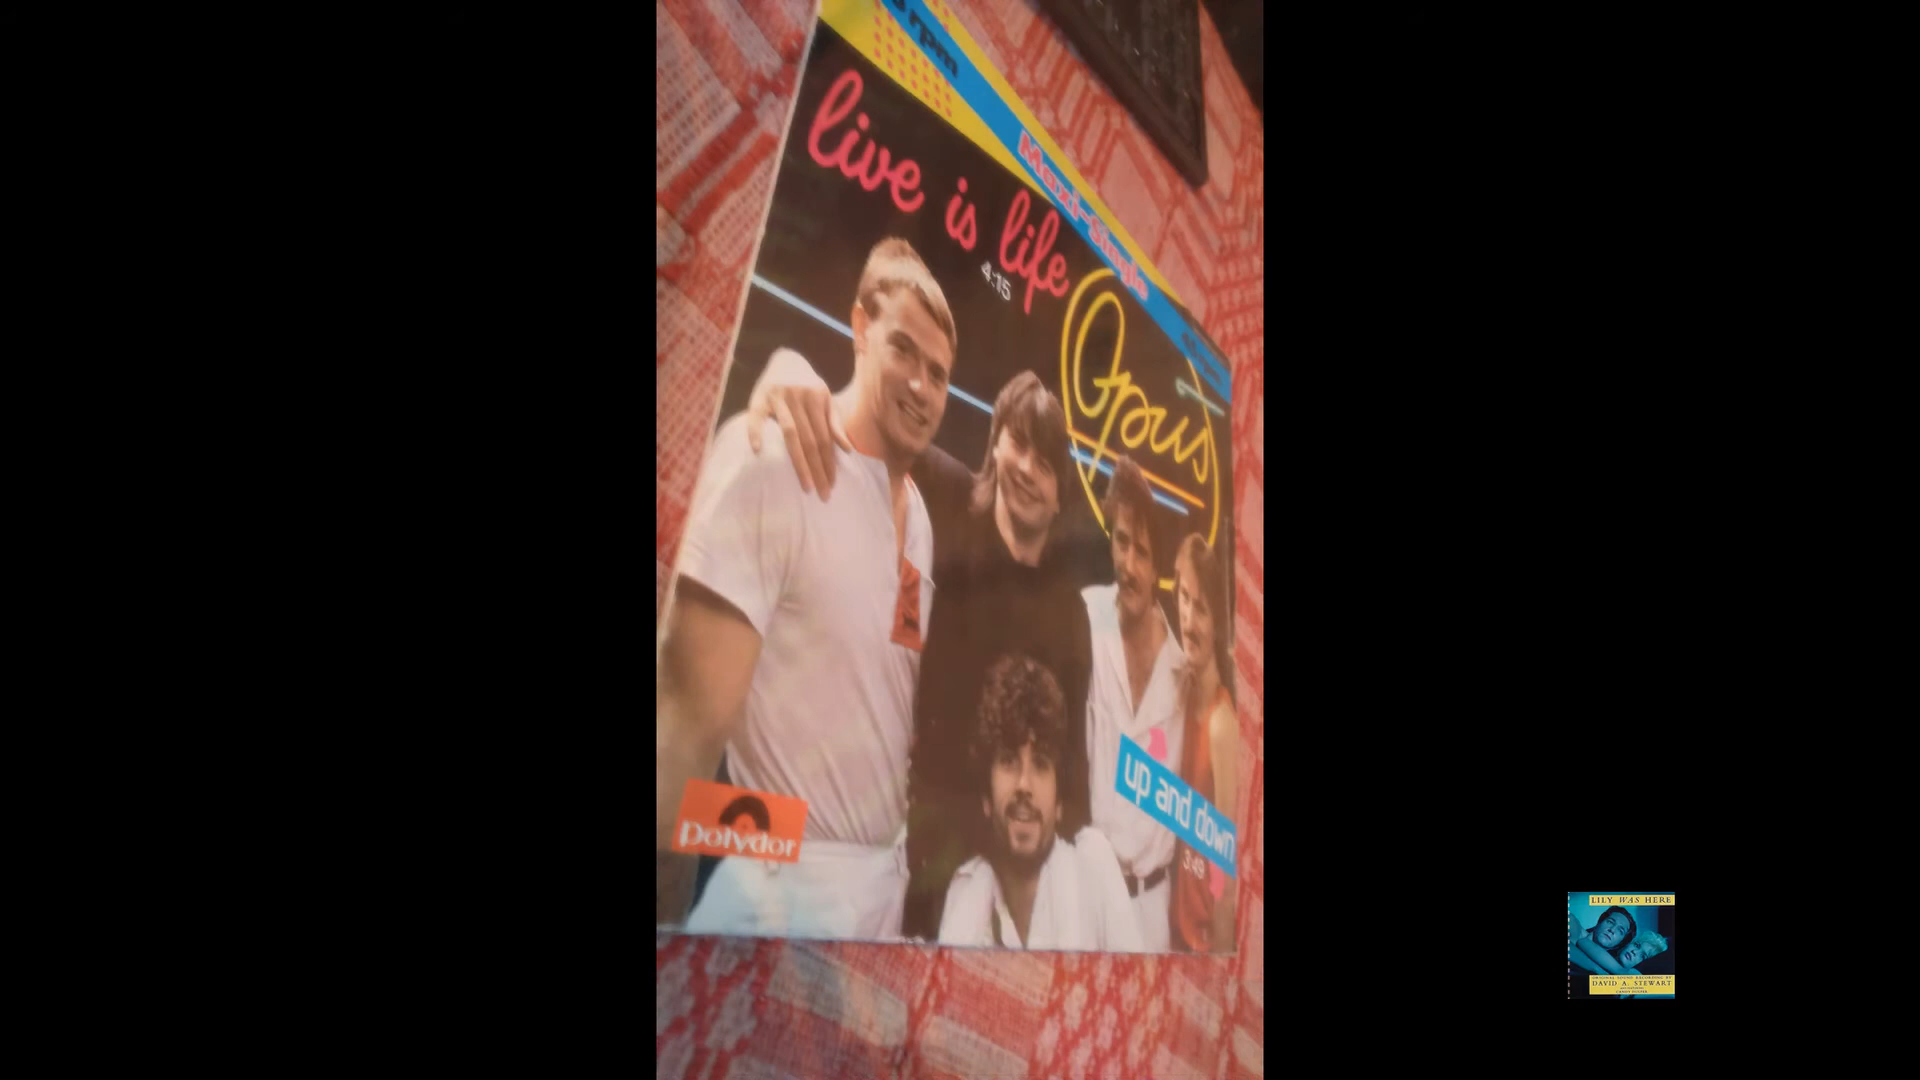 rpm
Maxi-Single
live is life
4:15
Opus
up and down
3:49
polydor
LILY WAS HERE
DAVID A. STEWART